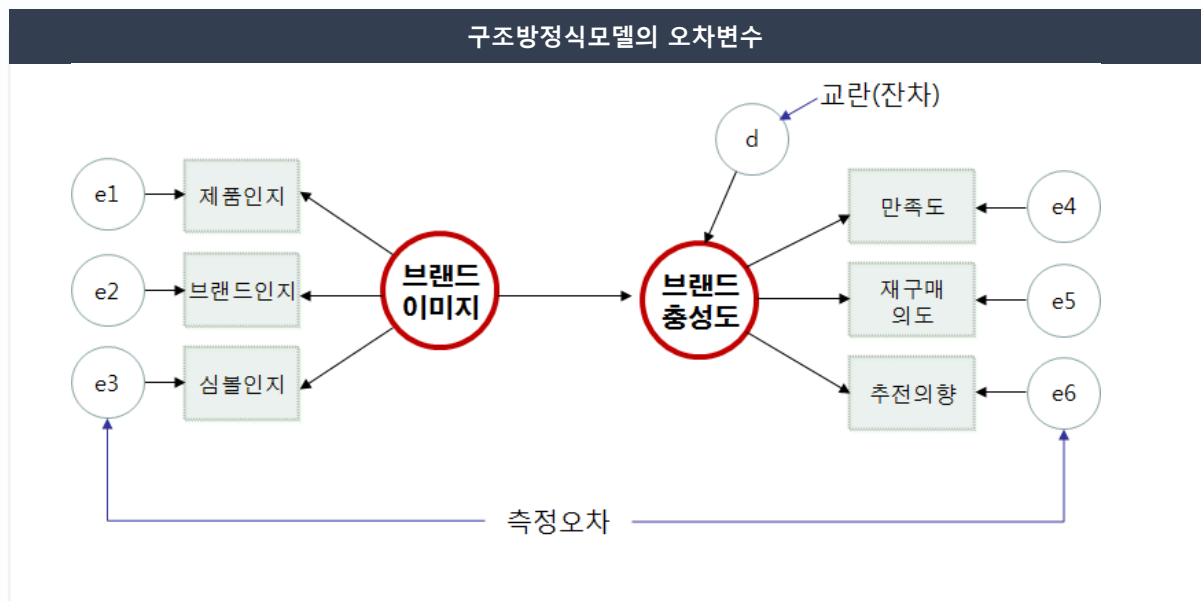 구조방정식모델의 오차변수
교란(잔차)
d
e1
제품인지
만족도
e4
브랜드
이미지
브랜드
충성도
e2
브랜드인지
재구매
의도
e5
e3
심볼인지
추전의향
e6
측정오차